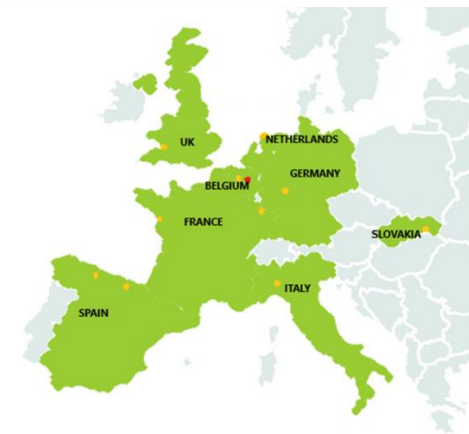 UK
NETHERLANDS
GERMANY
BELGIUM
FRANCE
SLOVAKIA
ITALY
SPAIN